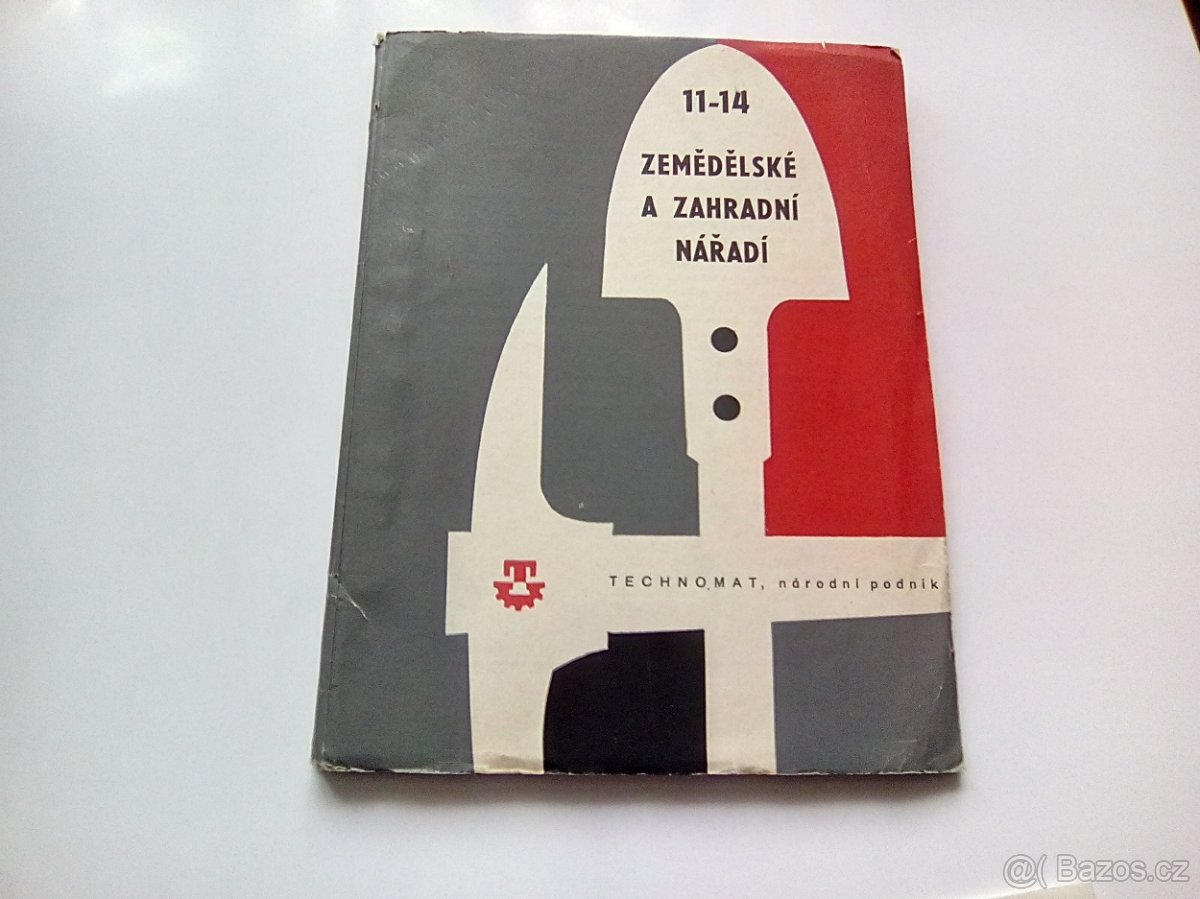 11-14
ZEMĚDĚLSKÉ
A ZAHRADNÍ
NÁŘADÍ
T
TECHNOMAT, národní podnik
@( Bazos.cz